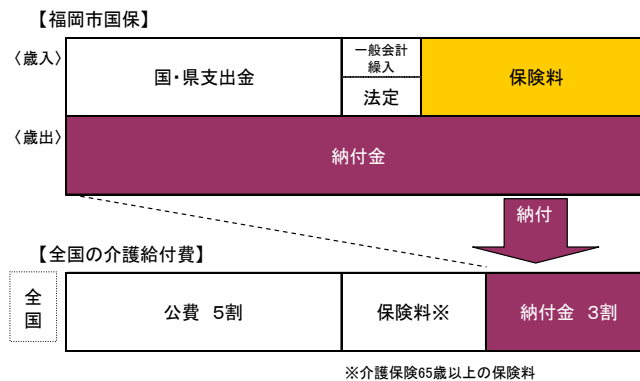 【福岡市国保】
〈歳入〉
国・県支出金
一般会計
繰入
法定
保険料
〈歳出〉
納付金
納付
【全国の介護給付費】
全
国
公費 5割
保険料※
納付金 3割
※介護保険65歳以上の保険料